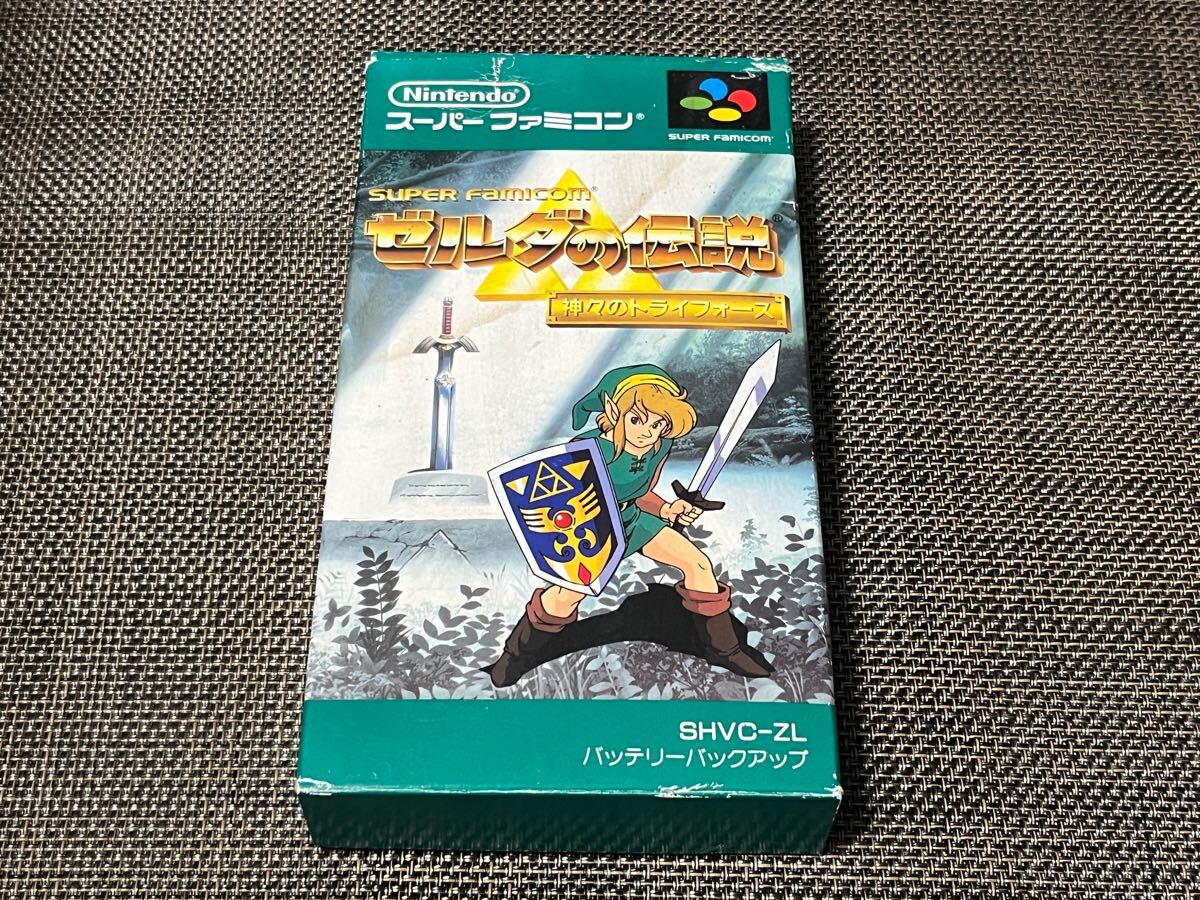 Nintendo®
スーパーファミコン®
SUPER FAMICOM®
SUPER FAMICOM®
ゼルダの伝説®
神々のトライフォース
SHVC-ZL
バッテリーバックアップ